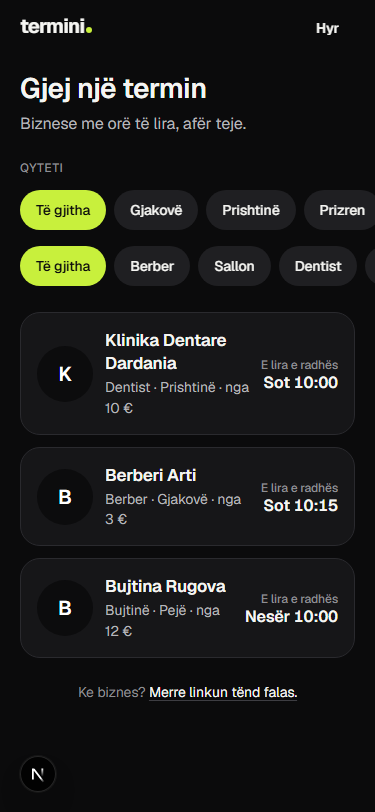 termini.
Hyr
Gjej një termin
Biznese me orë të lira, afër teje.
QYTETI
Të gjitha
Gjakovë
Prishtinë
Prizren
Të gjitha
Berber
Sallon
Dentist
K
Klinika Dentare
Dardania
Dentist · Prishtinë · nga
10 €
E lira e radhës
Sot 10:00
B
Berberi Arti
Berber · Gjakovë · nga
3 €
E lira e radhës
Sot 10:15
B
Bujtina Rugova
Bujtinë · Pejë · nga
12 €
E lira e radhës
Nesër 10:00
Ke biznes? Merre linkun tënd falas.
N